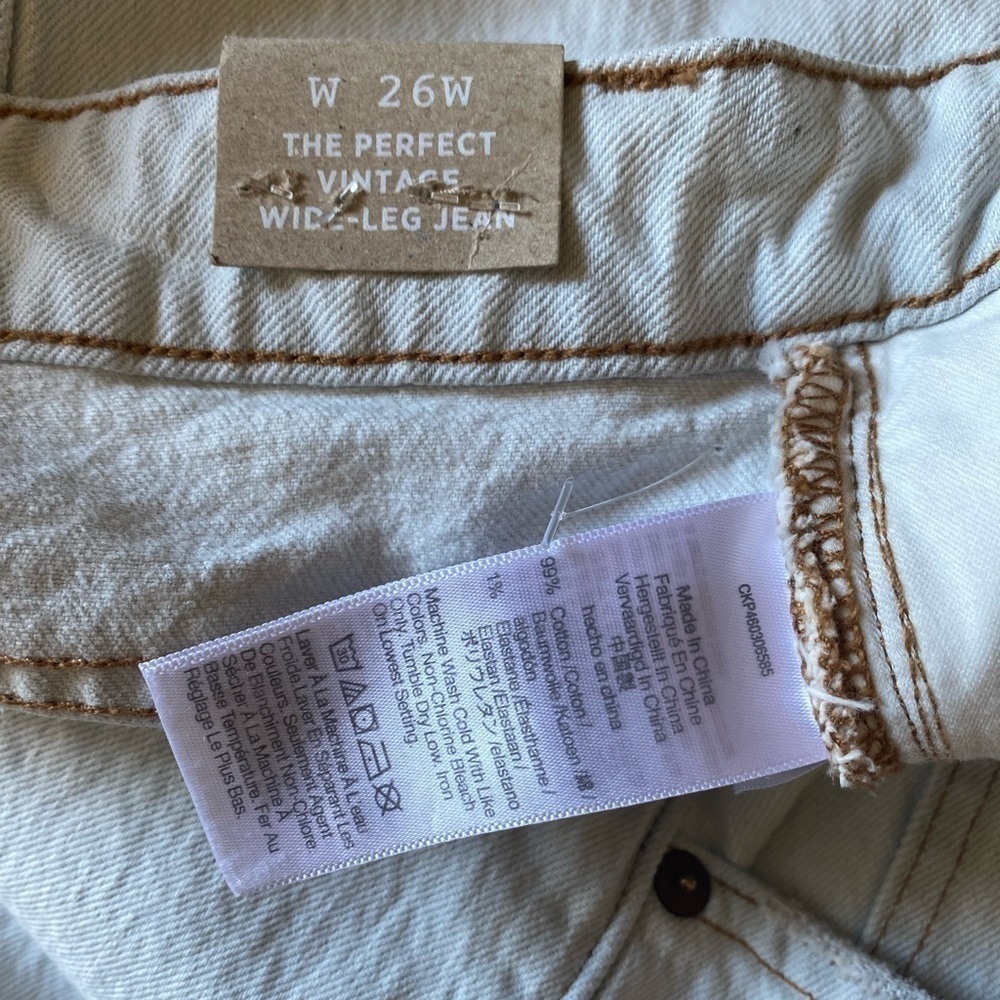 W 26W
THE PERFECT
VINTAGE
WIDE-LEG JEAN
CKPA60306585
Made In China
Fabriqué En Chine
Hergestellt In China
Vervaardigd In China
中国製
hecho en china
99% Cotton /Coton /
algodón
Baumwolle /Katoen /綿
1% Elastane /Élasthanne /
Elastan /Elastaan /
ポリウレタン /elastano
Machine Wash Cold With Like
Colors. Non-Chlorine Bleach
Only. Tumble Dry Low. Iron
On Lowest Setting.
Laver À La Machine À L'eau
Froide Laver En Séparant Les
Couleurs. Seulement Agent
De Blanchiment Non-Chlore
Sécher À La Machine À
Basse Température. Fer Au
Réglage Le Plus Bas.